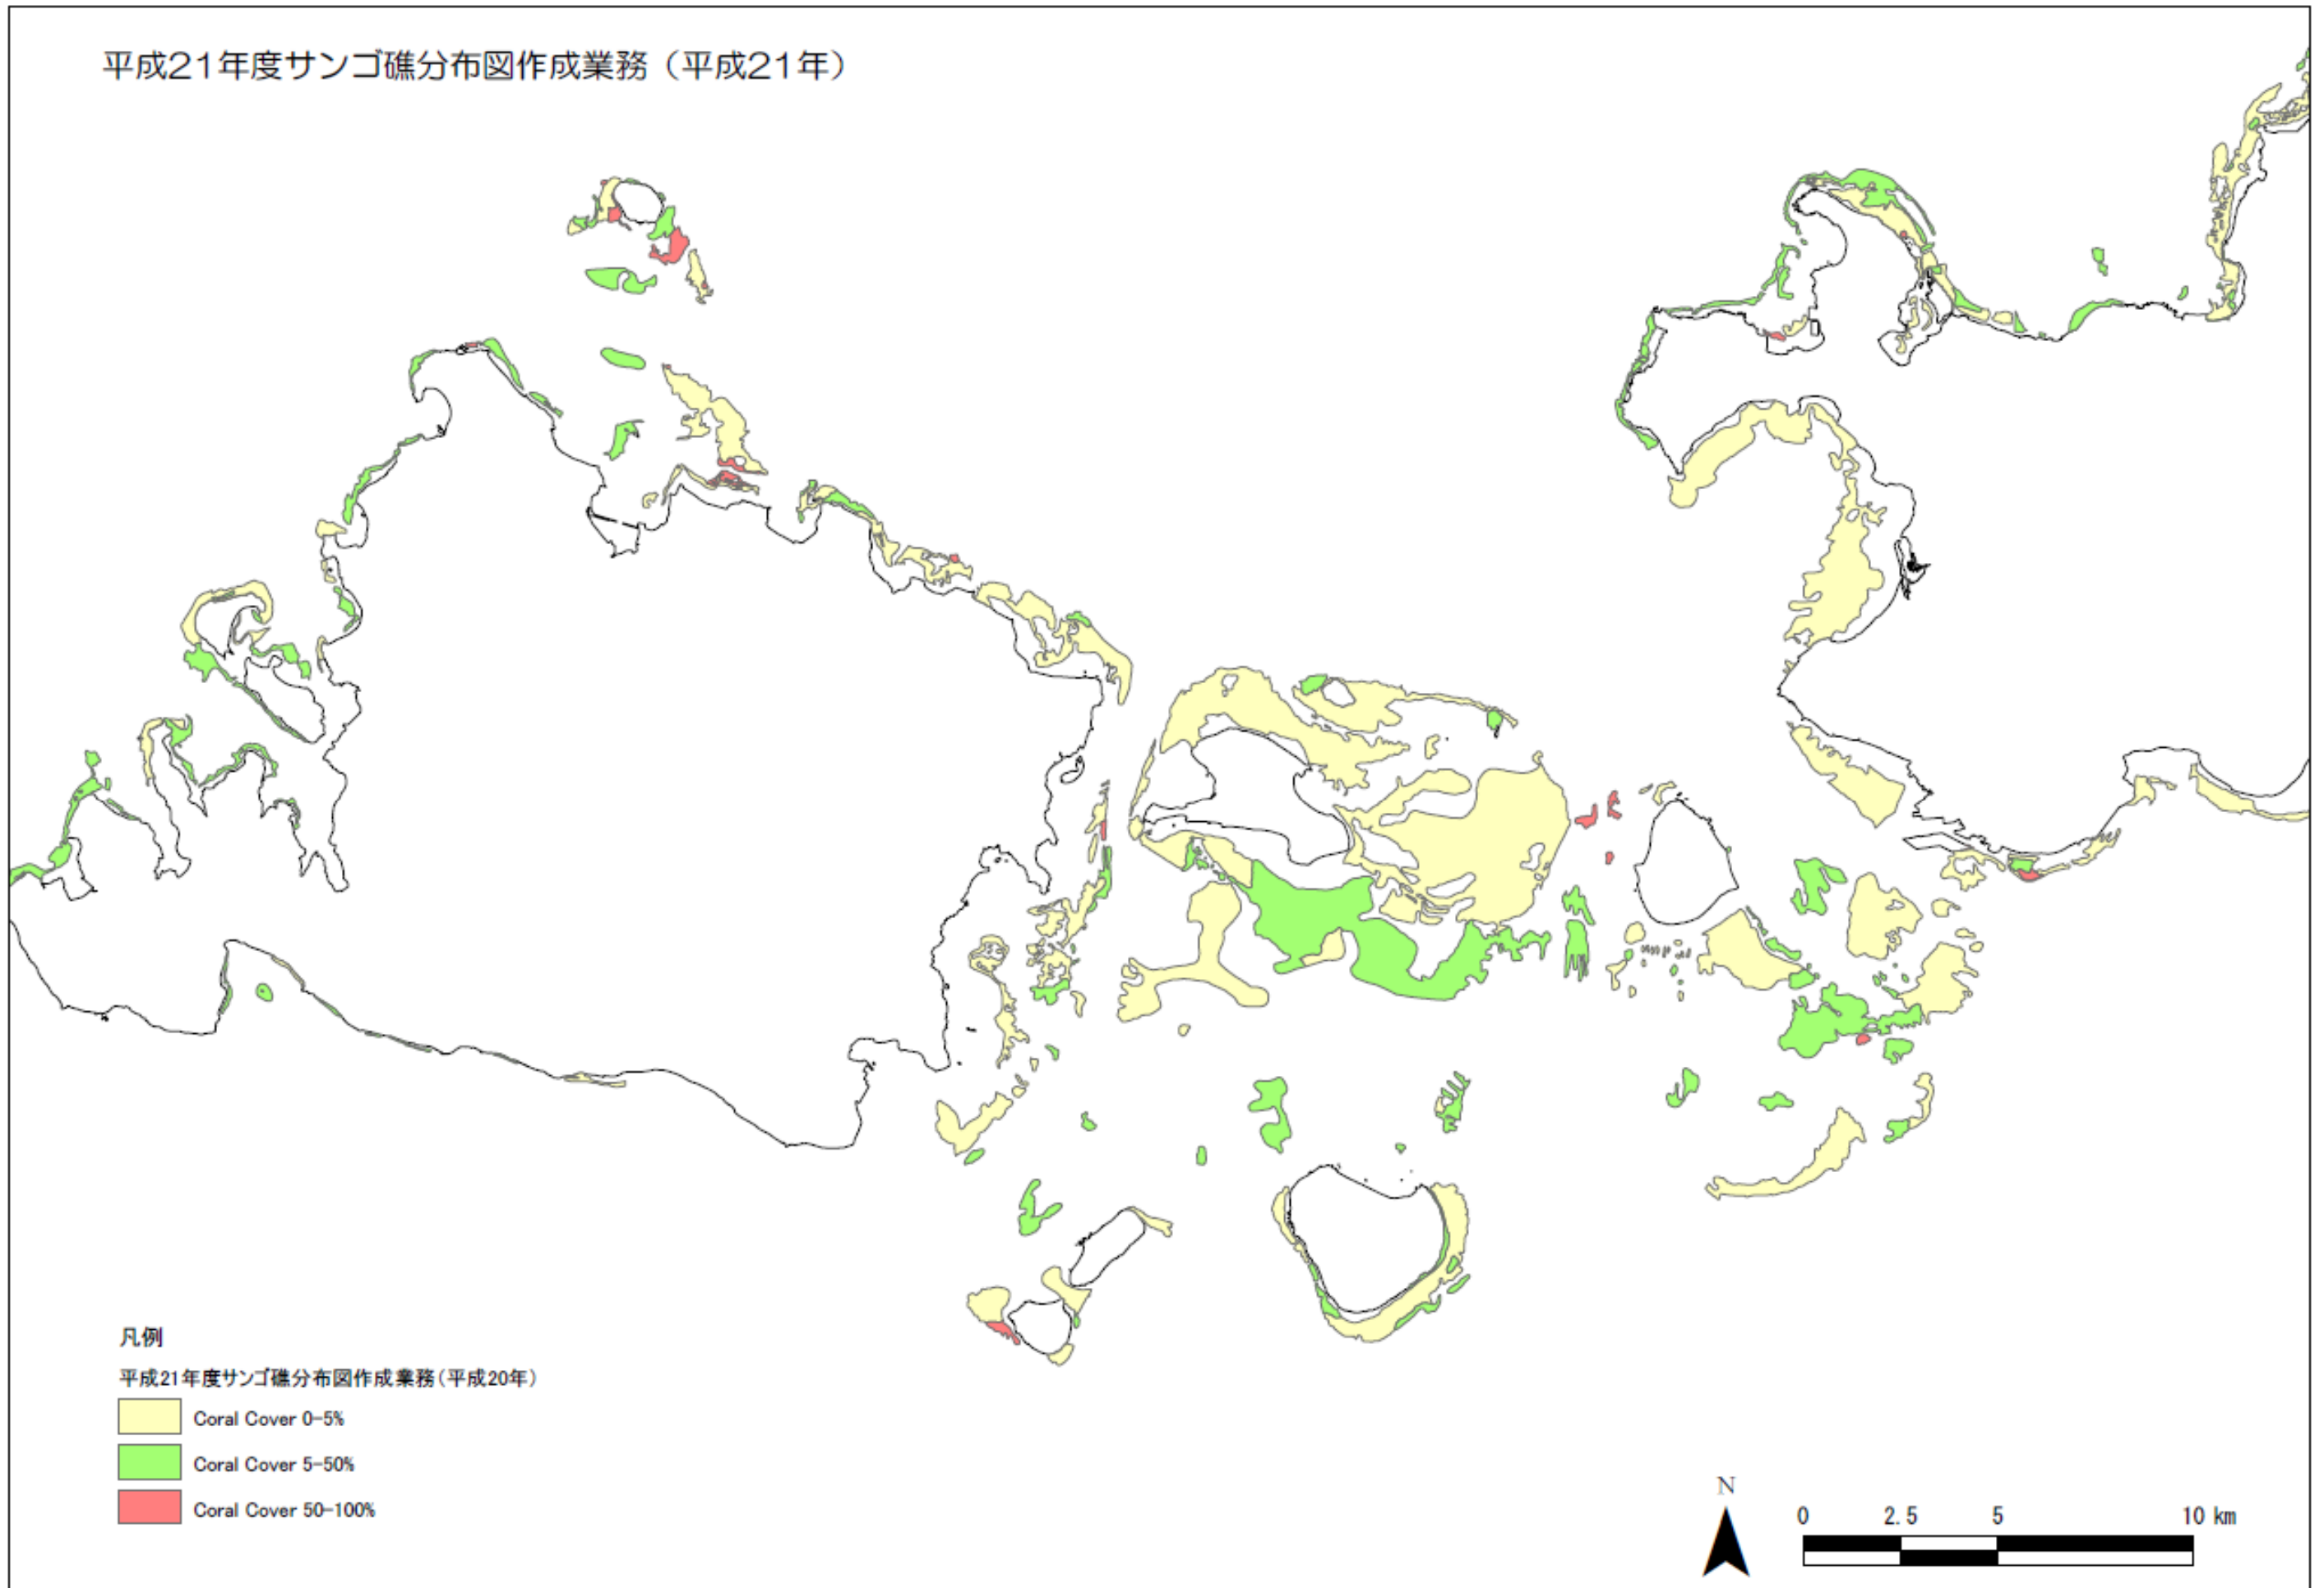 平成21年度サンゴ礁分布図作成業務（平成21年）
凡例
平成21年度サンゴ礁分布図作成業務（平成20年）
Coral Cover 0-5%
Coral Cover 5-50%
Coral Cover 50-100%
N
0 2.5 5 10 km